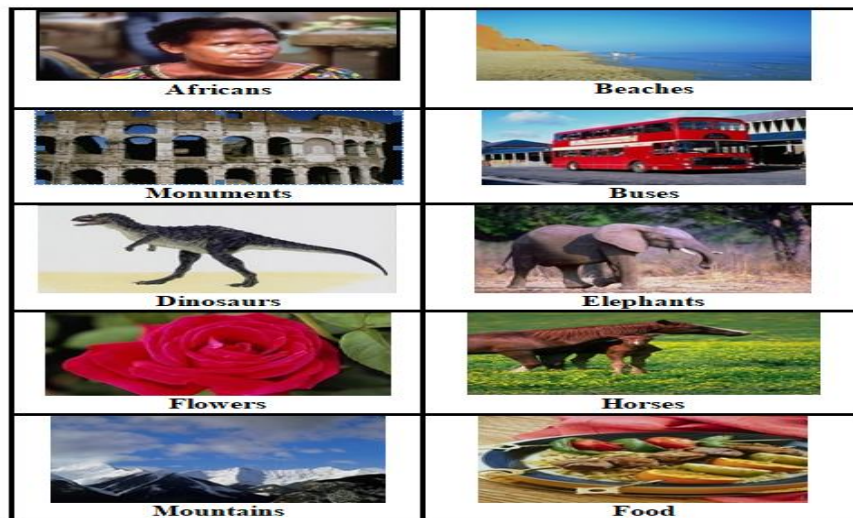 Africans
Beaches
Monuments
Buses
Dinosaurs
Elephants
Flowers
Horses
Mountains
Food